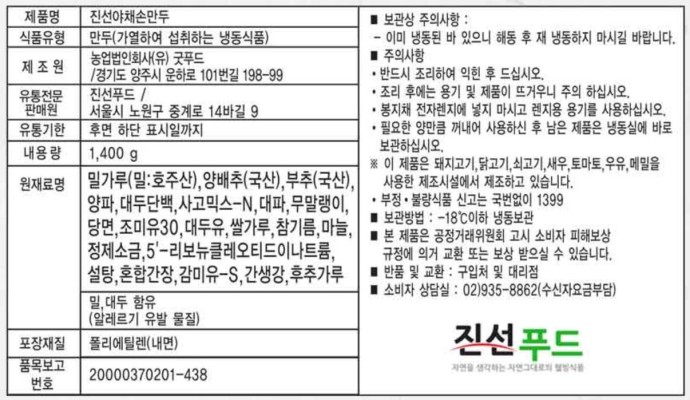 제품명 진선야채손만두
식품유형 만두(가열하여 섭취하는 냉동식품)
제 조 원 농업법인회사(유) 굿푸드
/경기도 양주시 운하로 101번길 198-99
유통전문
판매원 진선푸드 /
서울시 노원구 중계로 14바길 9
유통기한 후면 하단 표시일까지
내용량 1,400 g
원재료명 밀가루(밀:호주산),양배추(국산),부추(국산),
양파,대두단백,사고믹스-N,대파,무말랭이,
당면,조미유30,대두유,쌀가루,참기름,마늘,
정제소금,5'-리보뉴클레오티드이나트륨,
설탕,혼합간장,감미유-S,간생강,후추가루
밀,대두 함유
(알레르기 유발 물질)
포장재질 폴리에틸렌(내면)
품목보고
번호 20000370201-438
■ 보관상 주의사항 :
- 이미 냉동된 바 있으니 해동 후 재 냉동하지 마시길 바랍니다.
■ 주의사항
• 반드시 조리하여 익힌 후 드십시오.
• 조리 후에는 용기 및 제품이 뜨거우니 주의 하십시오.
• 봉지채 전자렌지에 넣지 마시고 렌지용 용기를 사용하십시오.
• 필요한 양만큼 꺼내어 사용하신 후 남은 제품은 냉동실에 바로
보관하십시오.
※ 이 제품은 돼지고기,닭고기,쇠고기,새우,토마토,우유,메밀을
사용한 제조시설에서 제조하고 있습니다.
• 부정·불량식품 신고는 국번없이 1399
■ 보관방법 : -18℃이하 냉동보관
■ 본 제품은 공정거래위원회 고시 소비자 피해보상
규정에 의거 교환 또는 보상 받으실 수 있습니다.
■ 반품 및 교환 : 구입처 및 대리점
■ 소비자 상담실 : 02)935-8862(수신자요금부담)
진선푸드
자연을 생각하는 자연그대로의 웰빙식품